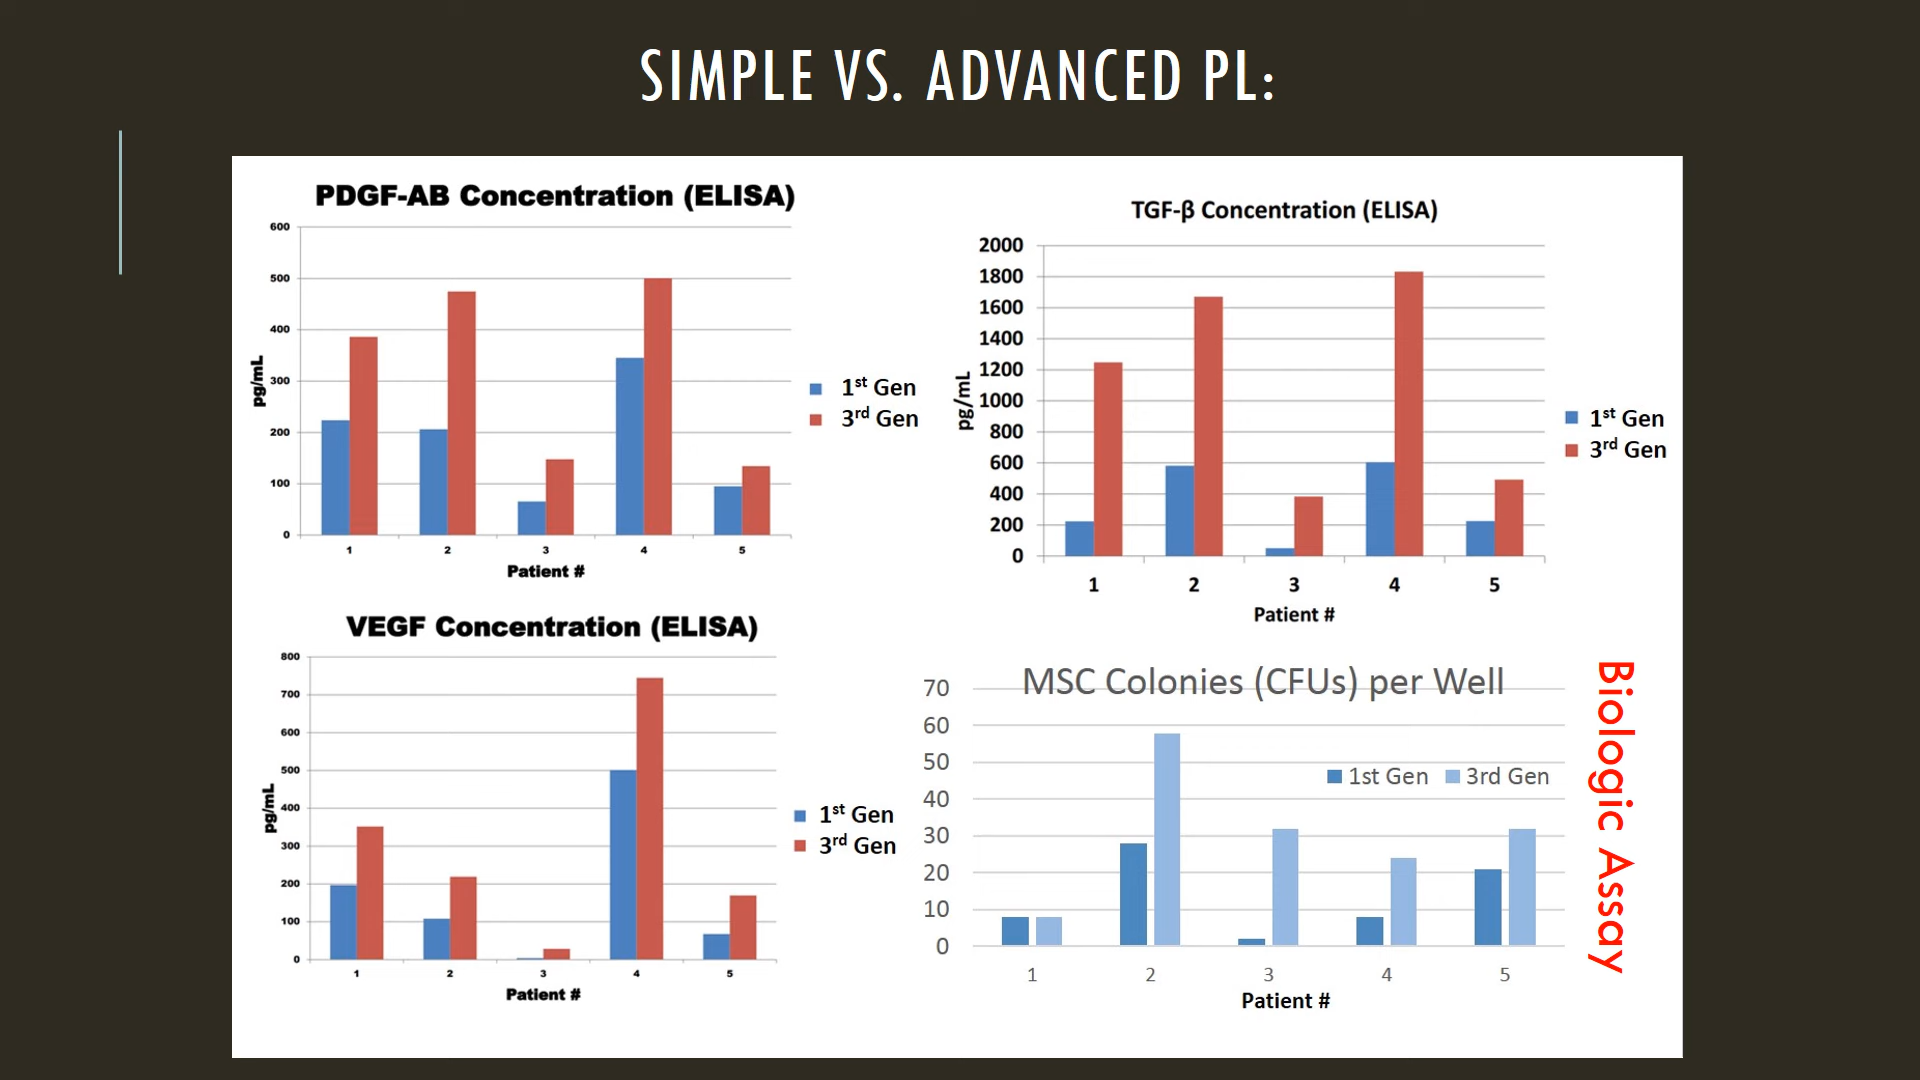 SIMPLE VS. ADVANCED PL:
PDGF-AB Concentration (ELISA)
600
500
400
300
200
100
0
pg/mL
1 2 3 4 5
Patient #
1st Gen
3rd Gen
TGF-β Concentration (ELISA)
2000
1800
1600
1400
1200
1000
800
600
400
200
0
pg/mL
1 2 3 4 5
Patient #
1st Gen
3rd Gen
VEGF Concentration (ELISA)
800
700
600
500
400
300
200
100
0
pg/mL
1 2 3 4 5
Patient #
1st Gen
3rd Gen
MSC Colonies (CFUs) per Well
70
60
50
40
30
20
10
0
1st Gen 3rd Gen
1 2 3 4 5
Patient #
Biologic Assay